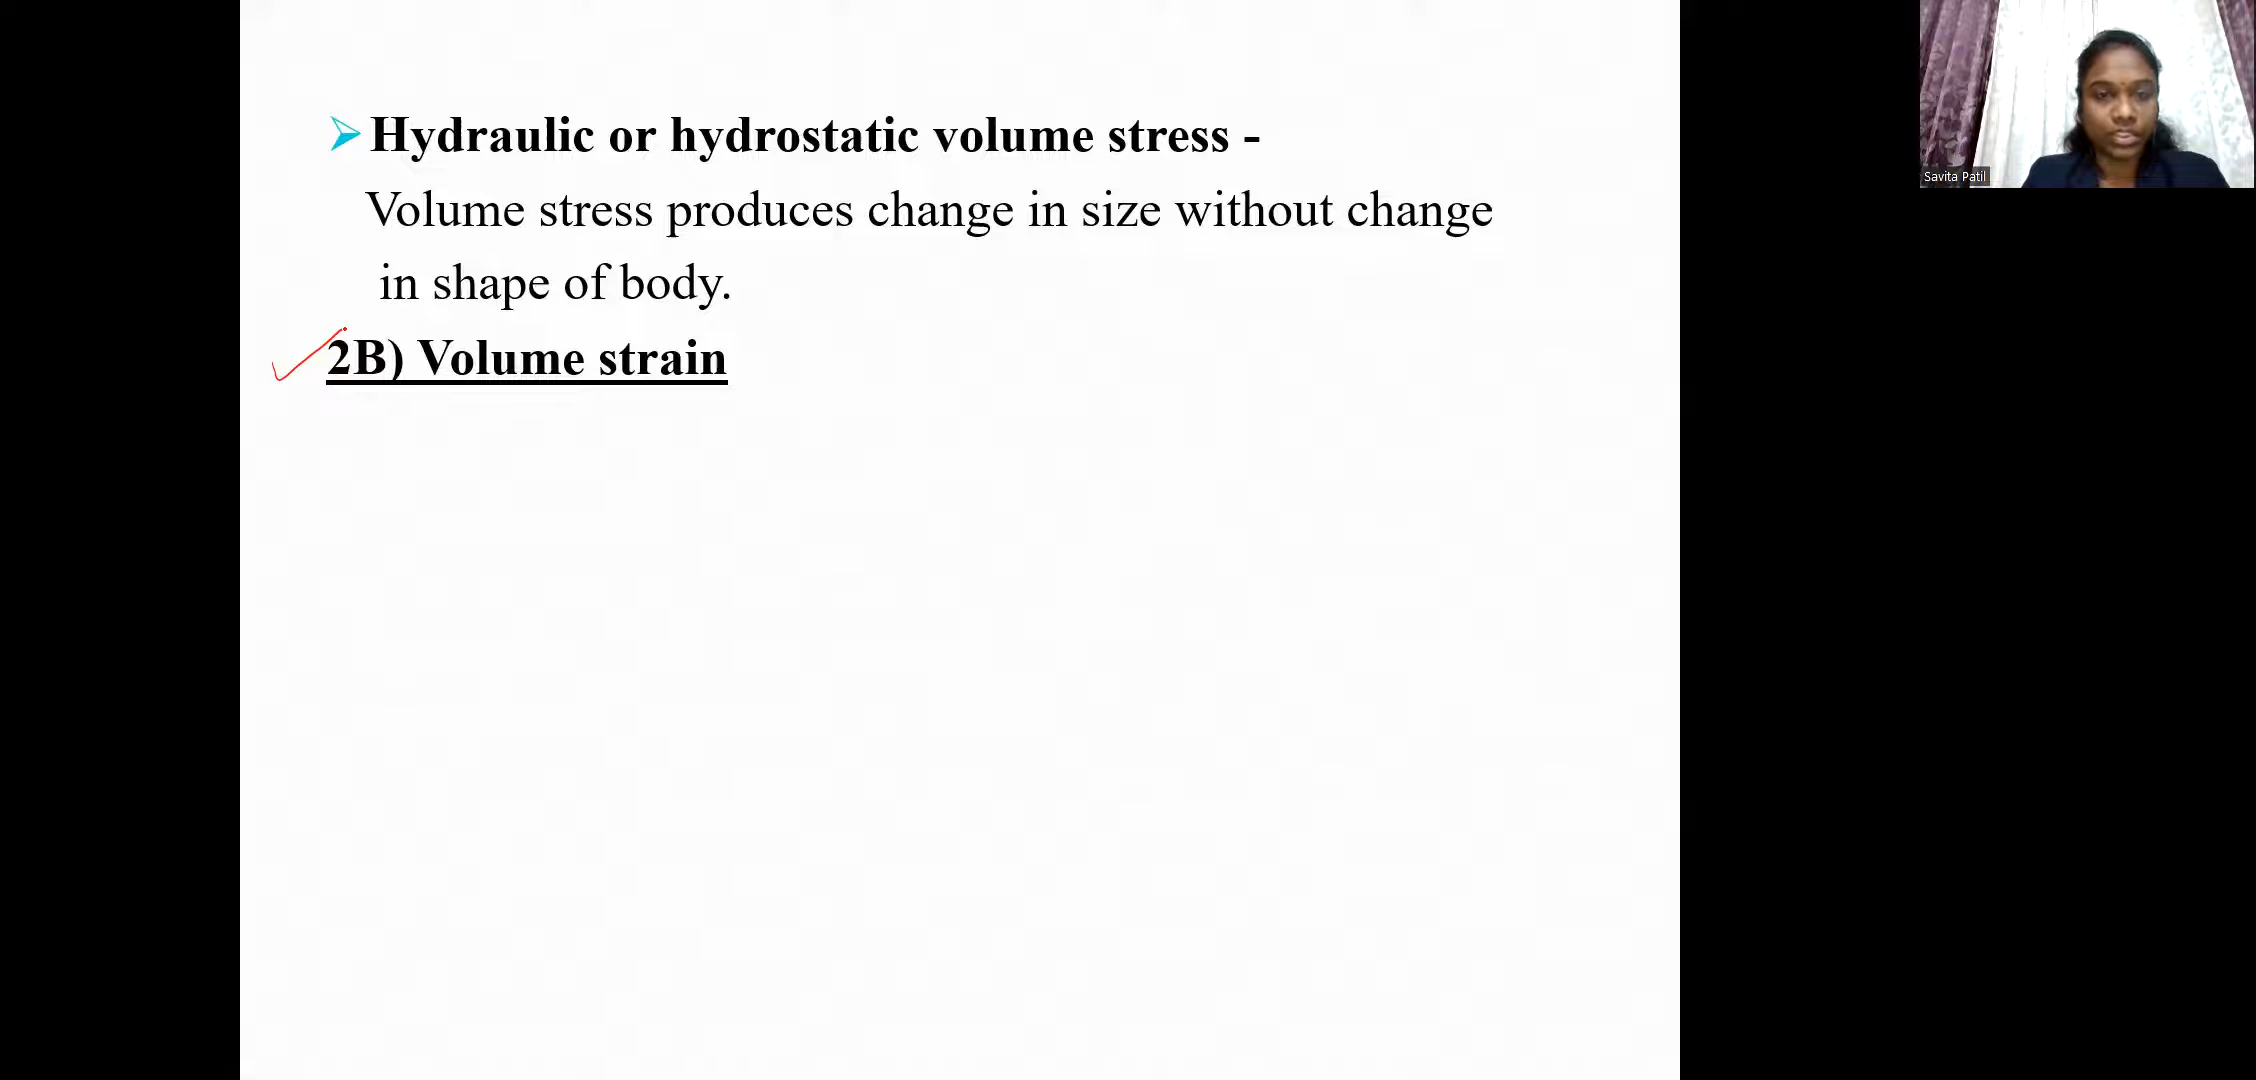 Hydraulic or hydrostatic volume stress -
Volume stress produces change in size without change
in shape of body.
2B) Volume strain
Savita Patil